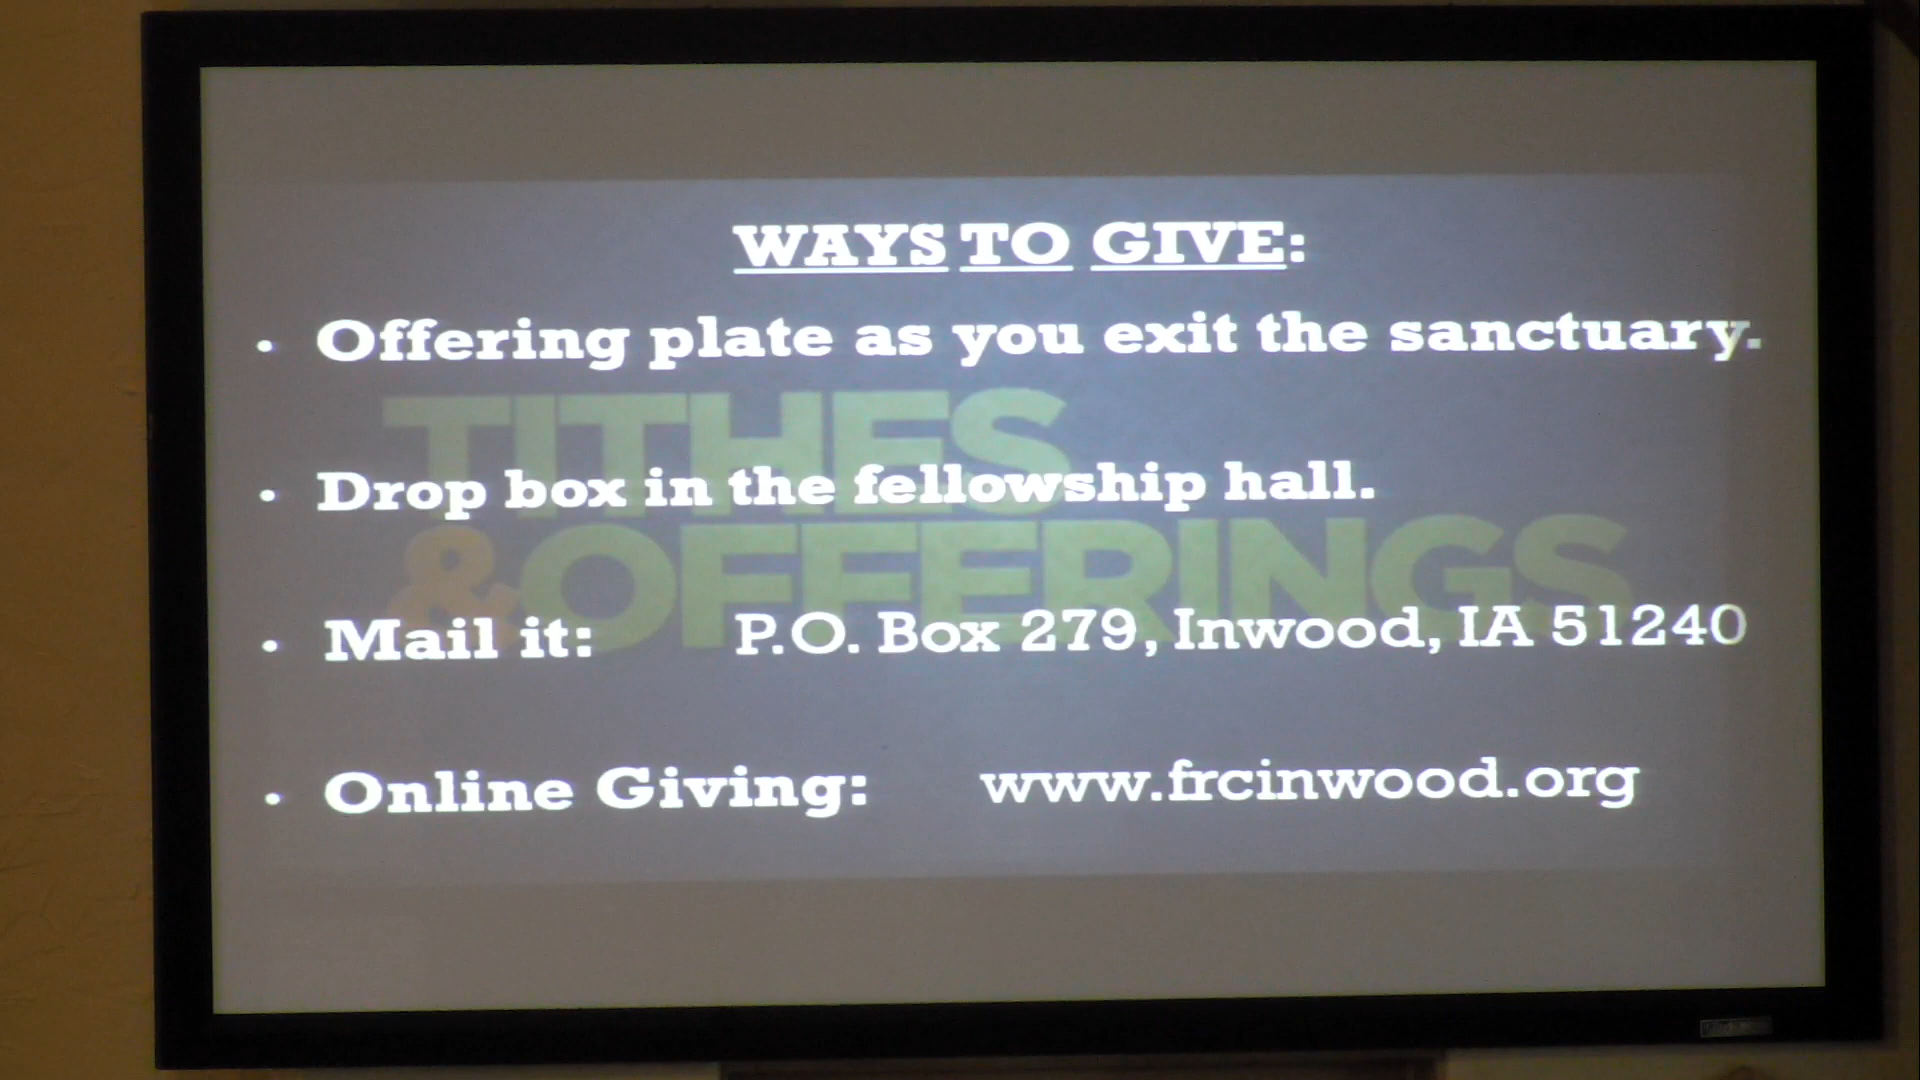 WAYS TO GIVE:
• Offering plate as you exit the sanctuary.
TITHES
• Drop box in the fellowship hall.
&OFFERINGS
• Mail it: P.O. Box 279, Inwood, IA 51240
• Online Giving: www.frcinwood.org